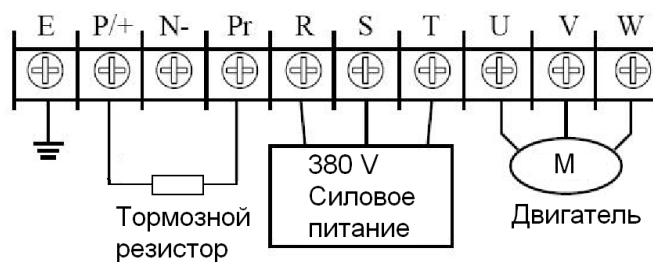 E P/+ N- Pr R S T U V W
380 V
Силовое
питание
M
Тормозной
резистор
Двигатель